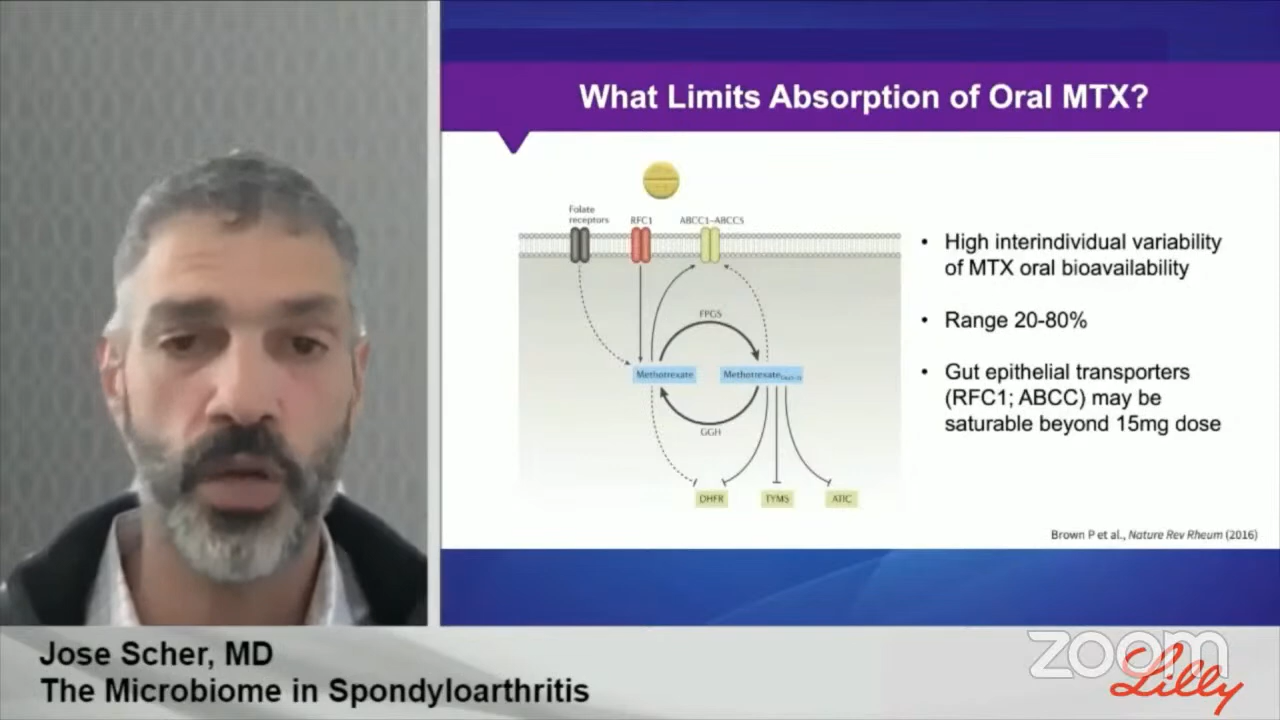 What Limits Absorption of Oral MTX?
Folate
receptors
RFC1
ABCC1–ABCC5
FPGS
Methotrexate
Methotrexate
GGH
DHFR
TYMS
ATIC
• High interindividual variability
of MTX oral bioavailability
• Range 20-80%
• Gut epithelial transporters
(RFC1; ABCC) may be
saturable beyond 15mg dose
Brown P et al., Nature Rev Rheum (2016)
Jose Scher, MD
The Microbiome in Spondyloarthritis
zoom
Lilly